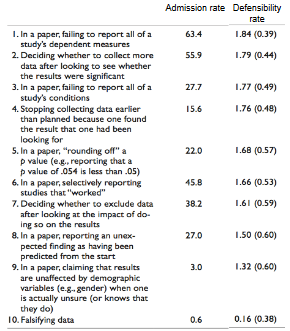 Admission rate Defensibility
rate
1. In a paper, failing to report all of a 63.4 1.84 (0.39)
study's dependent measures
2. Deciding whether to collect more 55.9 1.79 (0.44)
data after looking to see whether
the results were significant
3. In a paper, failing to report all of a 27.7 1.77 (0.49)
study's conditions
4. Stopping collecting data earlier 15.6 1.76 (0.48)
than planned because one found
the result that one had been
looking for
5. In a paper, "rounding off" a 22.0 1.68 (0.57)
p value (e.g., reporting that a
p value of .054 is less than .05)
6. In a paper, selectively reporting 45.8 1.66 (0.53)
studies that "worked"
7. Deciding whether to exclude data 38.2 1.61 (0.59)
after looking at the impact of do-
ing so on the results
8. In a paper, reporting an unex- 27.0 1.50 (0.60)
pected finding as having been
predicted from the start
9. In a paper, claiming that results 3.0 1.32 (0.60)
are unaffected by demographic
variables (e.g., gender) when one
is actually unsure (or knows that
they do)
10. Falsifying data 0.6 0.16 (0.38)